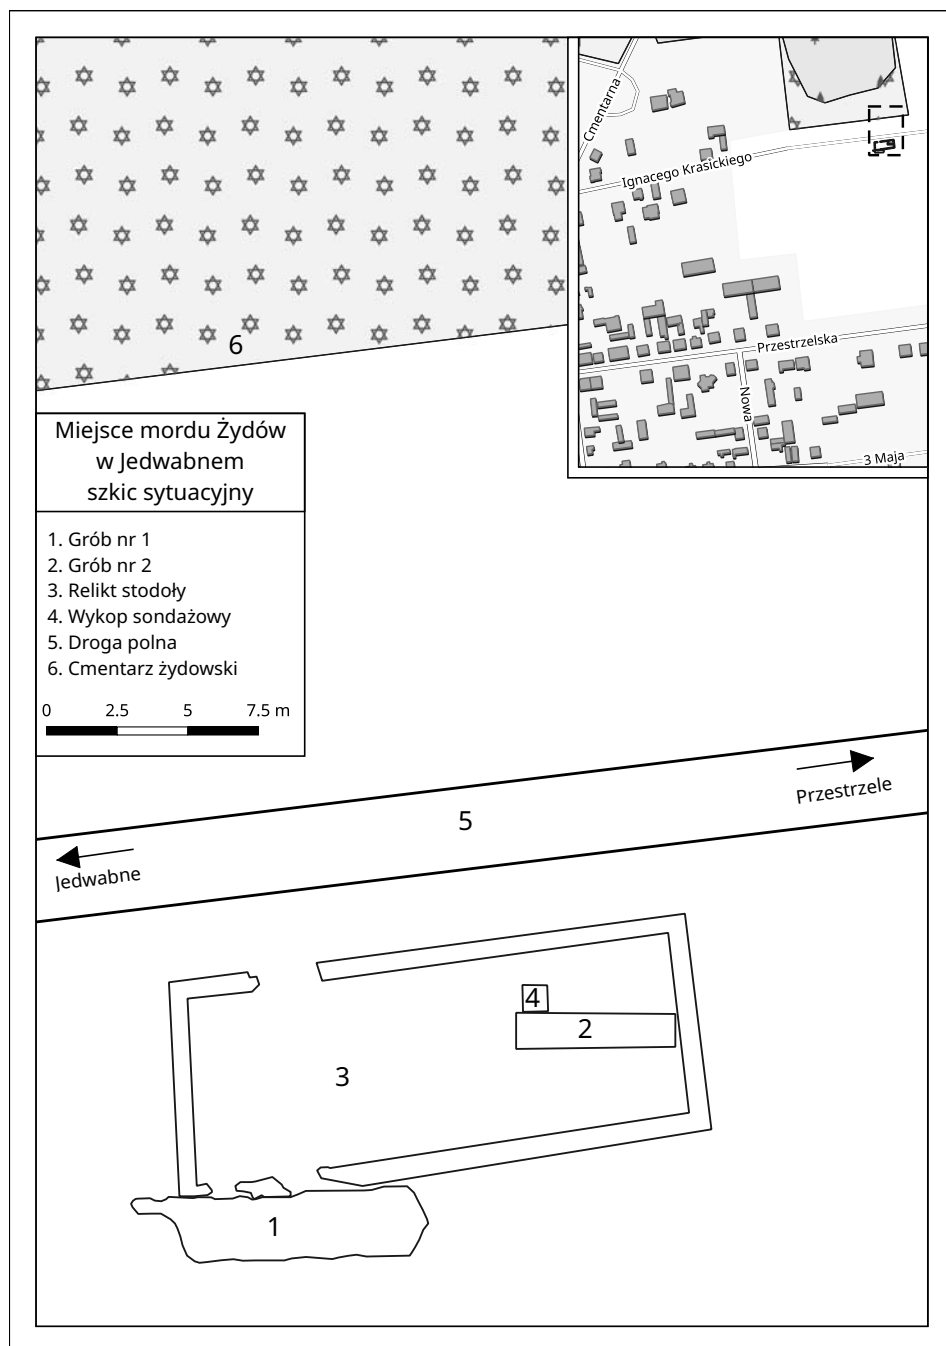 6
Miejsce mordu Żydów
w Jedwabnem
szkic sytuacyjny
1. Grób nr 1
2. Grób nr 2
3. Relikt stodoły
4. Wykop sondażowy
5. Droga polna
6. Cmentarz żydowski
0 2.5 5 7.5 m
Cmentarna
Ignacego Krasickiego
Przestrzelska
Nowa
3 Maja
Przestrzele
5
Jedwabne
4
2
3
1